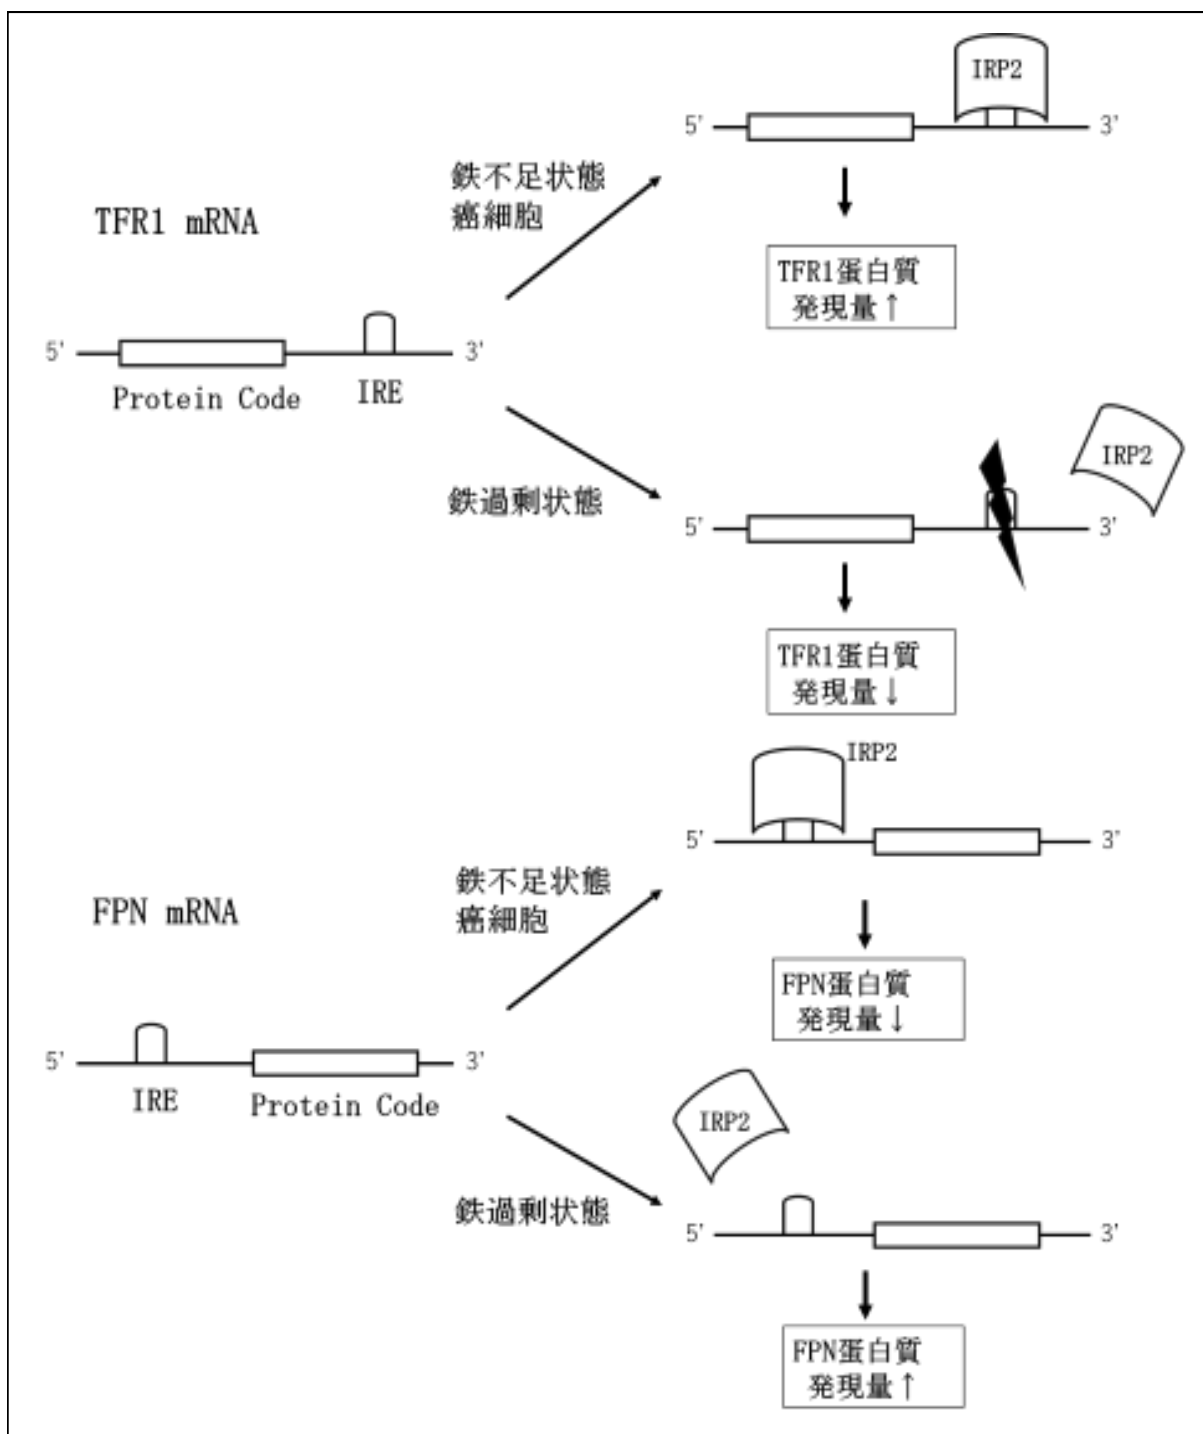 IRP2
5'
3'
鉄不足状態
癌細胞
TFR1 mRNA
TFR1蛋白質
発現量↑
5'
3'
Protein Code
IRE
鉄過剰状態
IRP2
5'
3'
TFR1蛋白質
発現量↓
IRP2
5'
3'
鉄不足状態
癌細胞
FPN mRNA
FPN蛋白質
発現量↓
5'
3'
IRE
Protein Code
IRP2
鉄過剰状態
5'
3'
FPN蛋白質
発現量↑